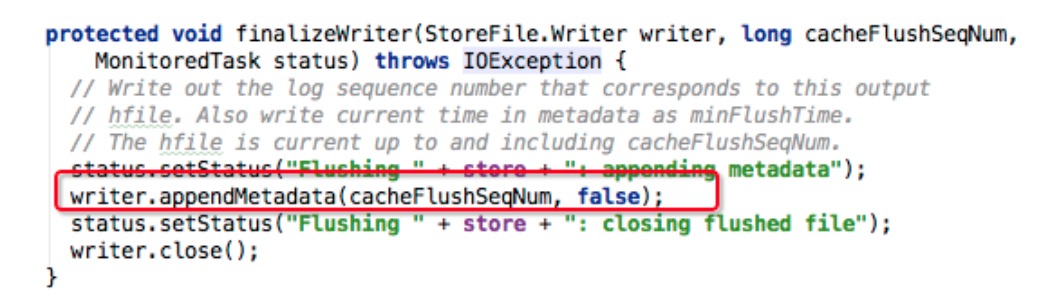 protected void finalizeWriter(StoreFile.Writer writer, long cacheFlushSeqNum,
MonitoredTask status) throws IOException {
// Write out the log sequence number that corresponds to this output
// hfile. Also write current time in metadata as minFlushTime.
// The hfile is current up to and including cacheFlushSeqNum.
status.setStatus("Flushing " + store + ": appending metadata");
writer.appendMetadata(cacheFlushSeqNum, false);
status.setStatus("Flushing " + store + ": closing flushed file");
writer.close();
}